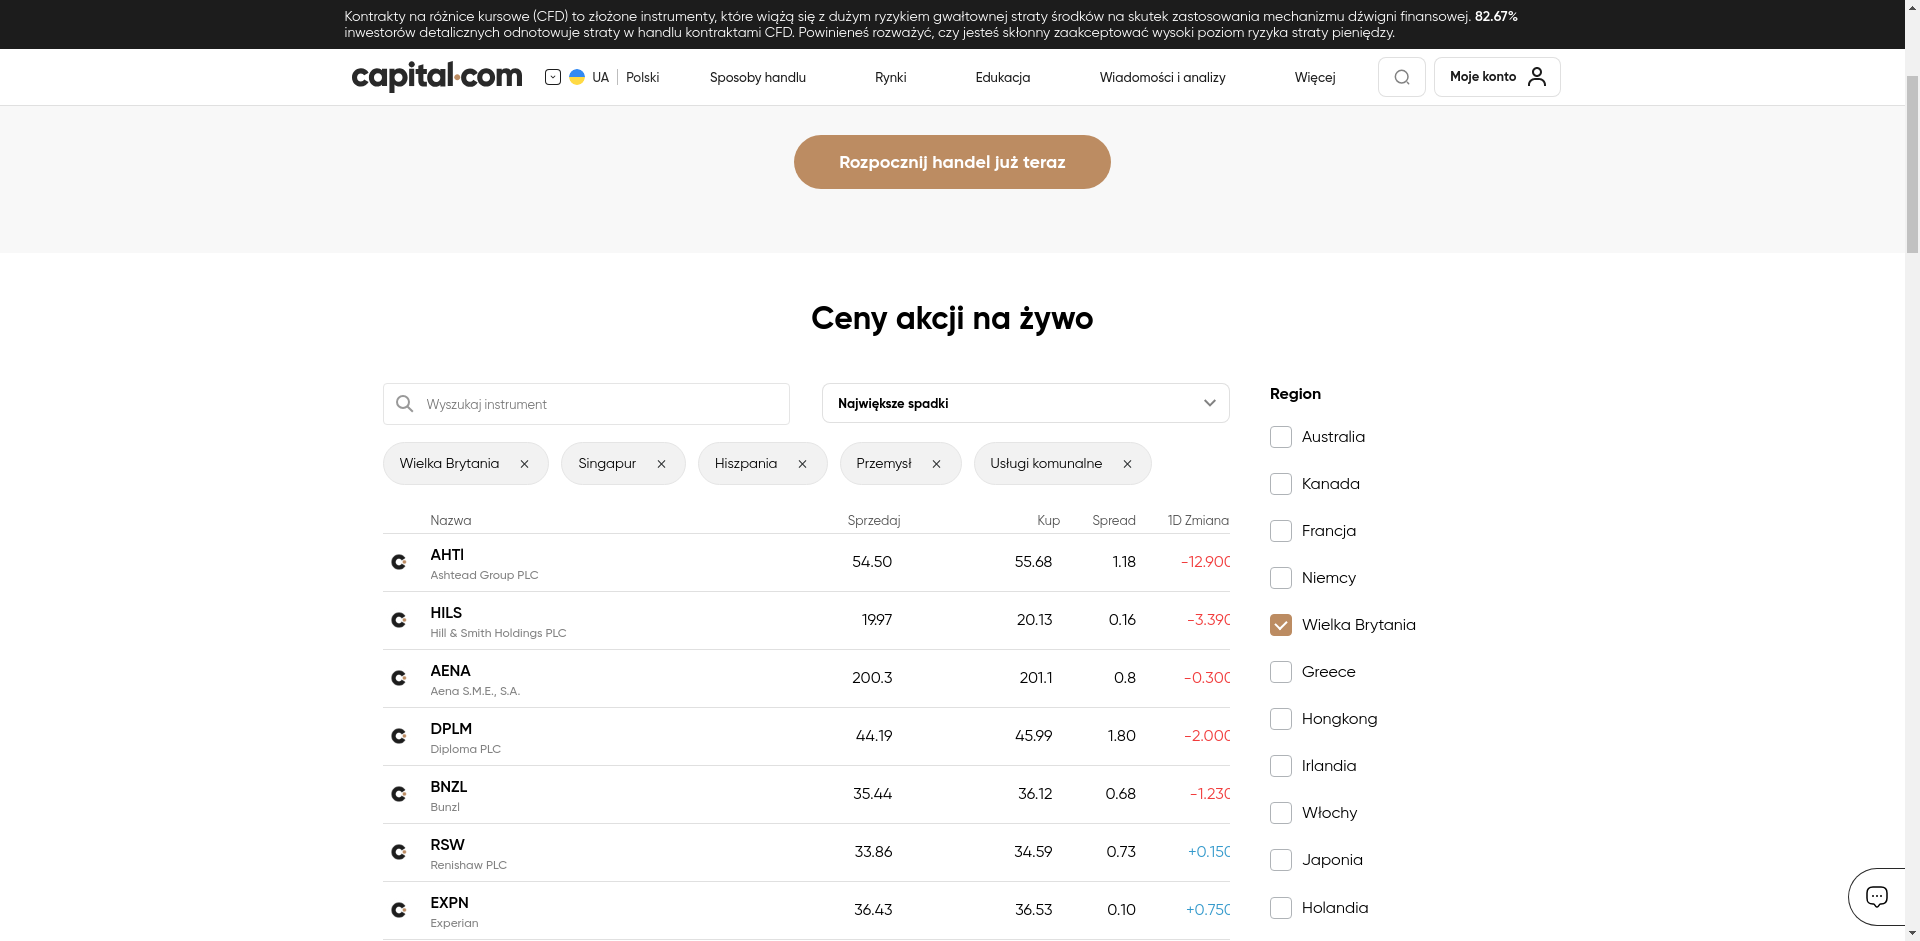 Kontrakty na różnice kursowe (CFD) to złożone instrumenty, które wiążą się z dużym ryzykiem gwałtownej straty środków na skutek zastosowania mechanizmu dźwigni finansowej. 82.67%
inwestorów detalicznych odnotowuje straty w handlu kontraktami CFD. Powinieneś rozważyć, czy jesteś skłonny zaakceptować wysoki poziom ryzyka straty pieniędzy.
capital.com UA Polski Sposoby handlu Rynki Edukacja Wiadomości i analizy Więcej Moje konto
Rozpocznij handel już teraz
Ceny akcji na żywo
Wyszukaj instrument
Największe spadki
Wielka Brytania Singapur Hiszpania Przemysł Usługi komunalne
Nazwa Sprzedaj Kup Spread 1D Zmiana
AHTl 54.50 55.68 1.18 -12.900
Ashtead Group PLC
HILS 19.97 20.13 0.16 -3.390
Hill & Smith Holdings PLC
AENA 200.3 201.1 0.8 -0.300
Aena S.M.E., S.A.
DPLM 44.19 45.99 1.80 -2.000
Diploma PLC
BNZL 35.44 36.12 0.68 -1.230
Bunzl
RSW 33.86 34.59 0.73 +0.150
Renishaw PLC
EXPN 36.43 36.53 0.10 +0.750
Experian
Region
Australia
Kanada
Francja
Niemcy
Wielka Brytania
Greece
Hongkong
Irlandia
Włochy
Japonia
Holandia